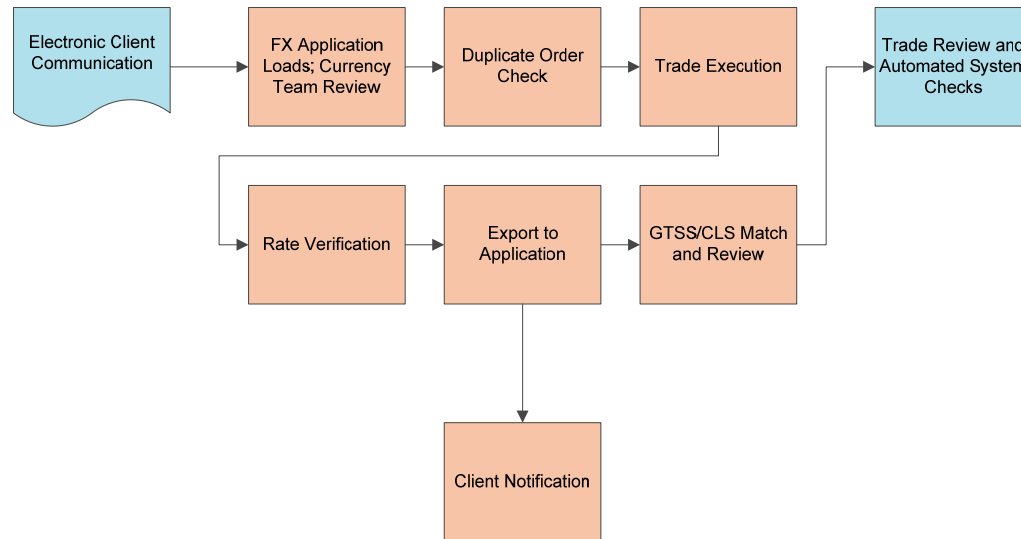 Electronic Client
Communication
FX Application
Loads; Currency
Team Review
Duplicate Order
Check
Trade Execution
Trade Review and
Automated System
Checks
Rate Verification
Export to
Application
GTSS/CLS Match
and Review
Client Notification